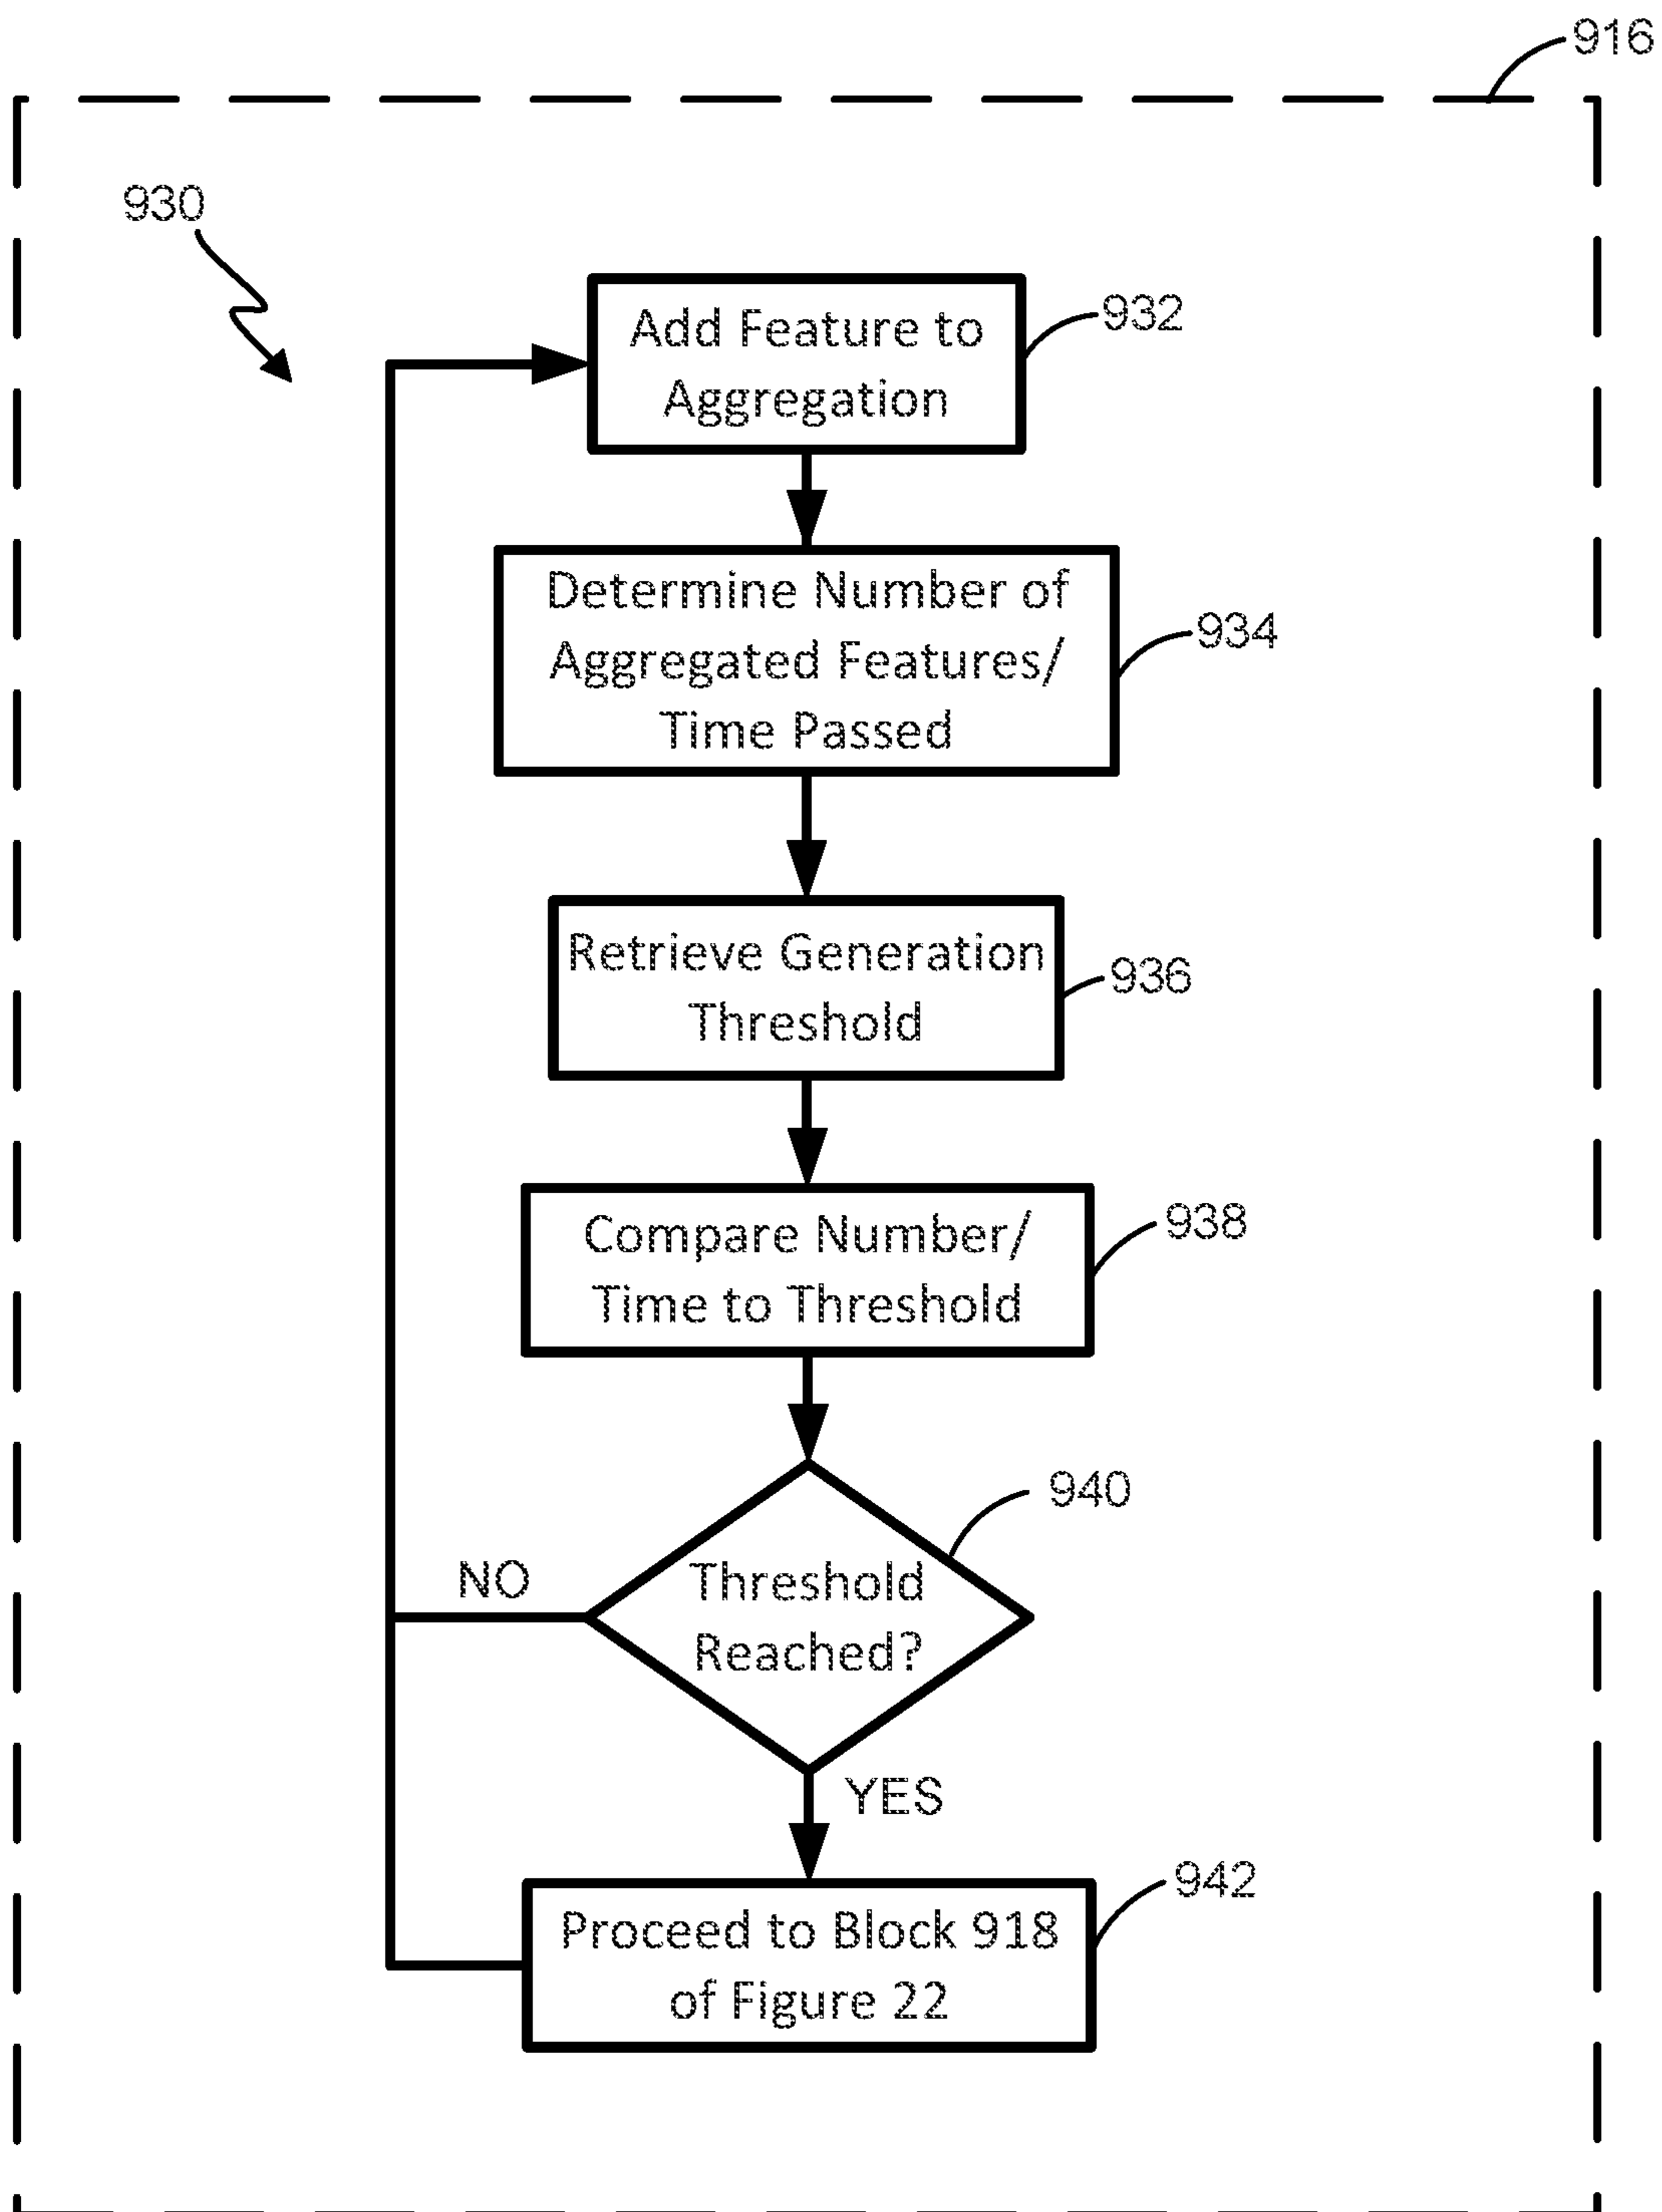 916
930
Add Feature to
Aggregation
932
Determine Number of
Aggregated Features/
Time Passed
934
Retrieve Generation
Threshold
936
Compare Number/
Time to Threshold
938
940
NO
Threshold
Reached?
YES
942
Proceed to Block 918
of Figure 22